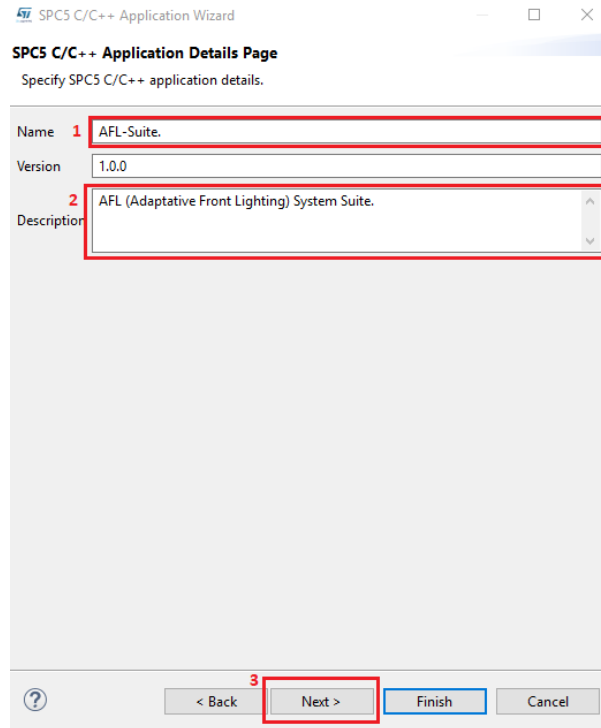 SPC5 C/C++ Application Wizard
SPC5 C/C++ Application Details Page
Specify SPC5 C/C++ application details.
Name 1 AFL-Suite.
Version 1.0.0
2 AFL (Adaptative Front Lighting) System Suite.
Description
3
? < Back Next > Finish Cancel